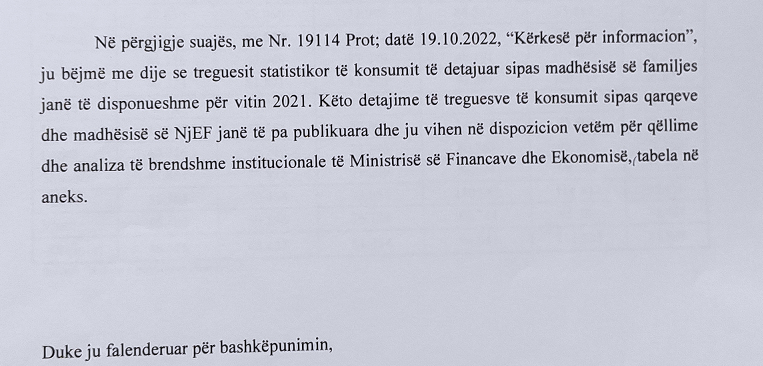 Në përgjigje suajës, me Nr. 19114 Prot; datë 19.10.2022, “Kërkesë për informacion”,
ju bëjmë me dije se treguesit statistikor të konsumit të detajuar sipas madhësisë së familjes
janë të disponueshme për vitin 2021. Këto detajime të treguesve të konsumit sipas qarqeve
dhe madhësisë së NjEF janë të pa publikuara dhe ju vihen në dispozicion vetëm për qëllime
dhe analiza të brendshme institucionale të Ministrisë së Financave dhe Ekonomisë, tabela në
aneks.
Duke ju falenderuar për bashkëpunimin,